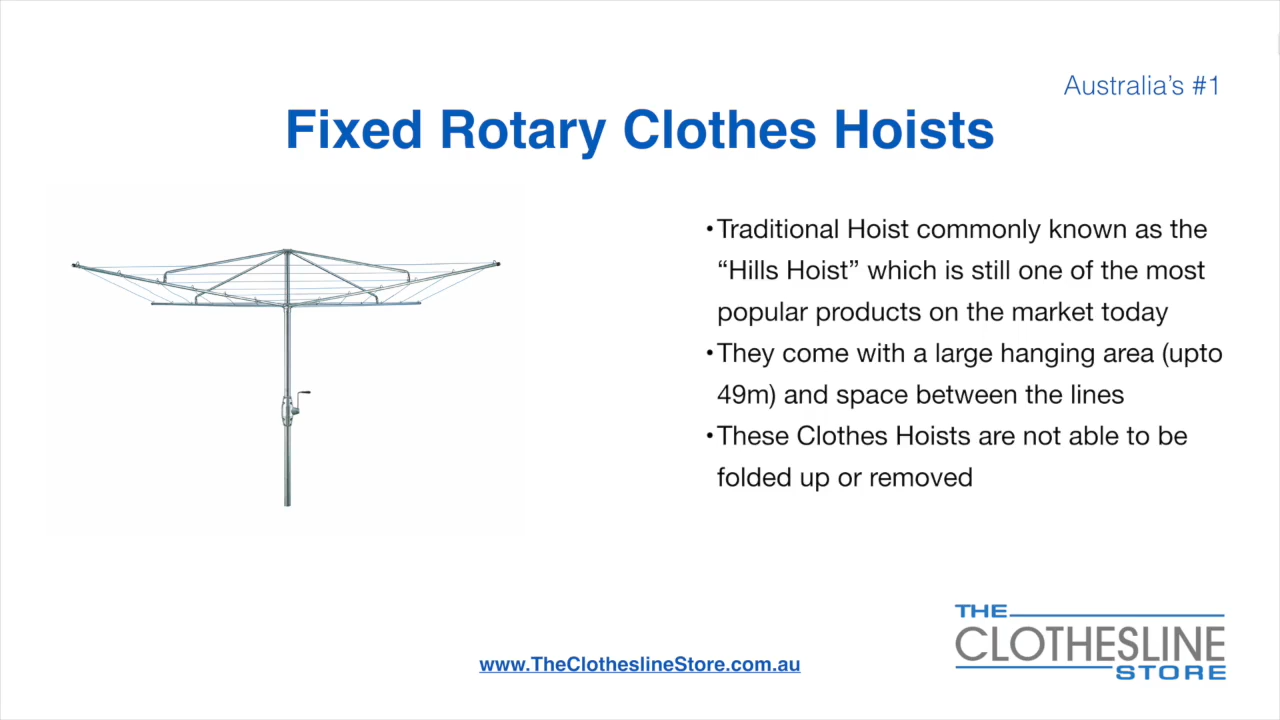 Australia’s #1
Fixed Rotary Clothes Hoists
•Traditional Hoist commonly known as the
“Hills Hoist” which is still one of the most
popular products on the market today
•They come with a large hanging area (upto
49m) and space between the lines
•These Clothes Hoists are not able to be
folded up or removed
THE
CLOTHESLINE
STORE
www.TheClotheslineStore.com.au